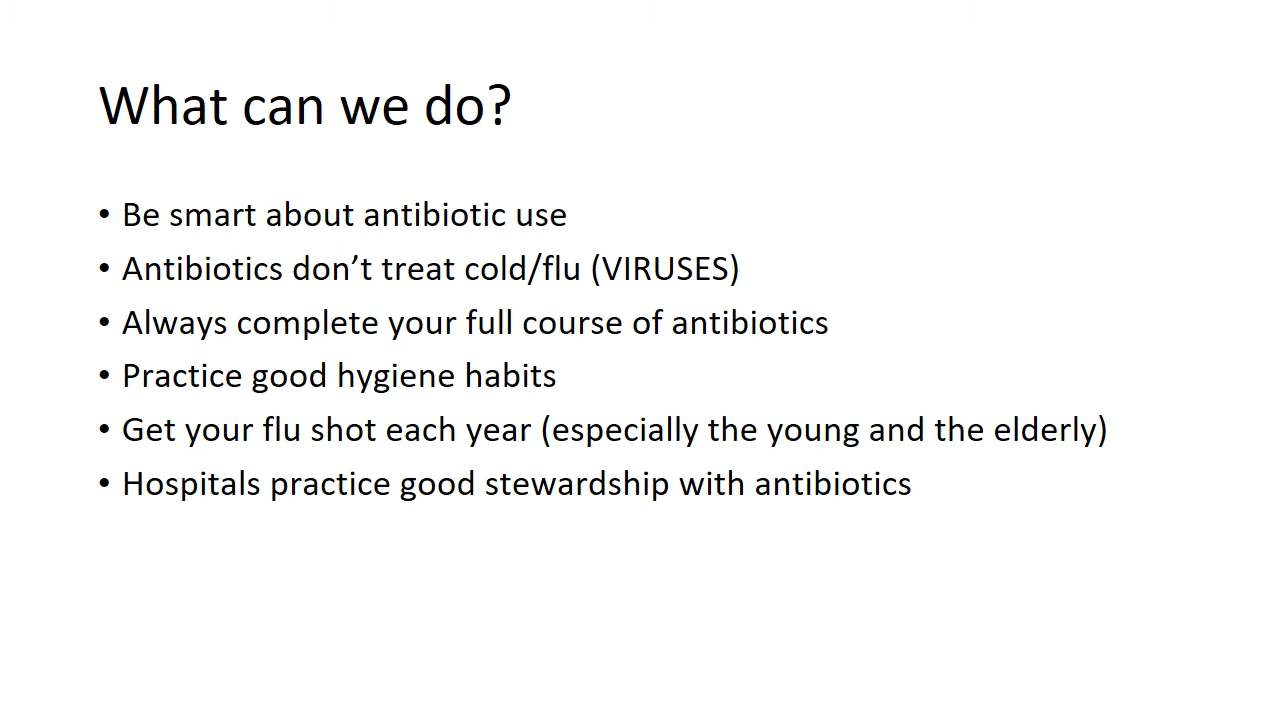 What can we do?
• Be smart about antibiotic use
• Antibiotics don’t treat cold/flu (VIRUSES)
• Always complete your full course of antibiotics
• Practice good hygiene habits
• Get your flu shot each year (especially the young and the elderly)
• Hospitals practice good stewardship with antibiotics